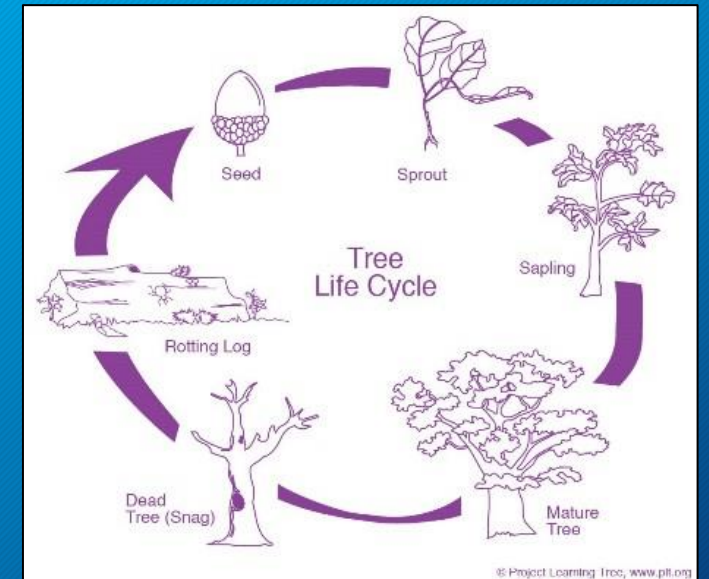 Seed
Sprout
Tree
Life Cycle
Sapling
Rotting Log
Dead
Tree (Snag)
Mature
Tree
© Project Learning Tree, www.plt.org